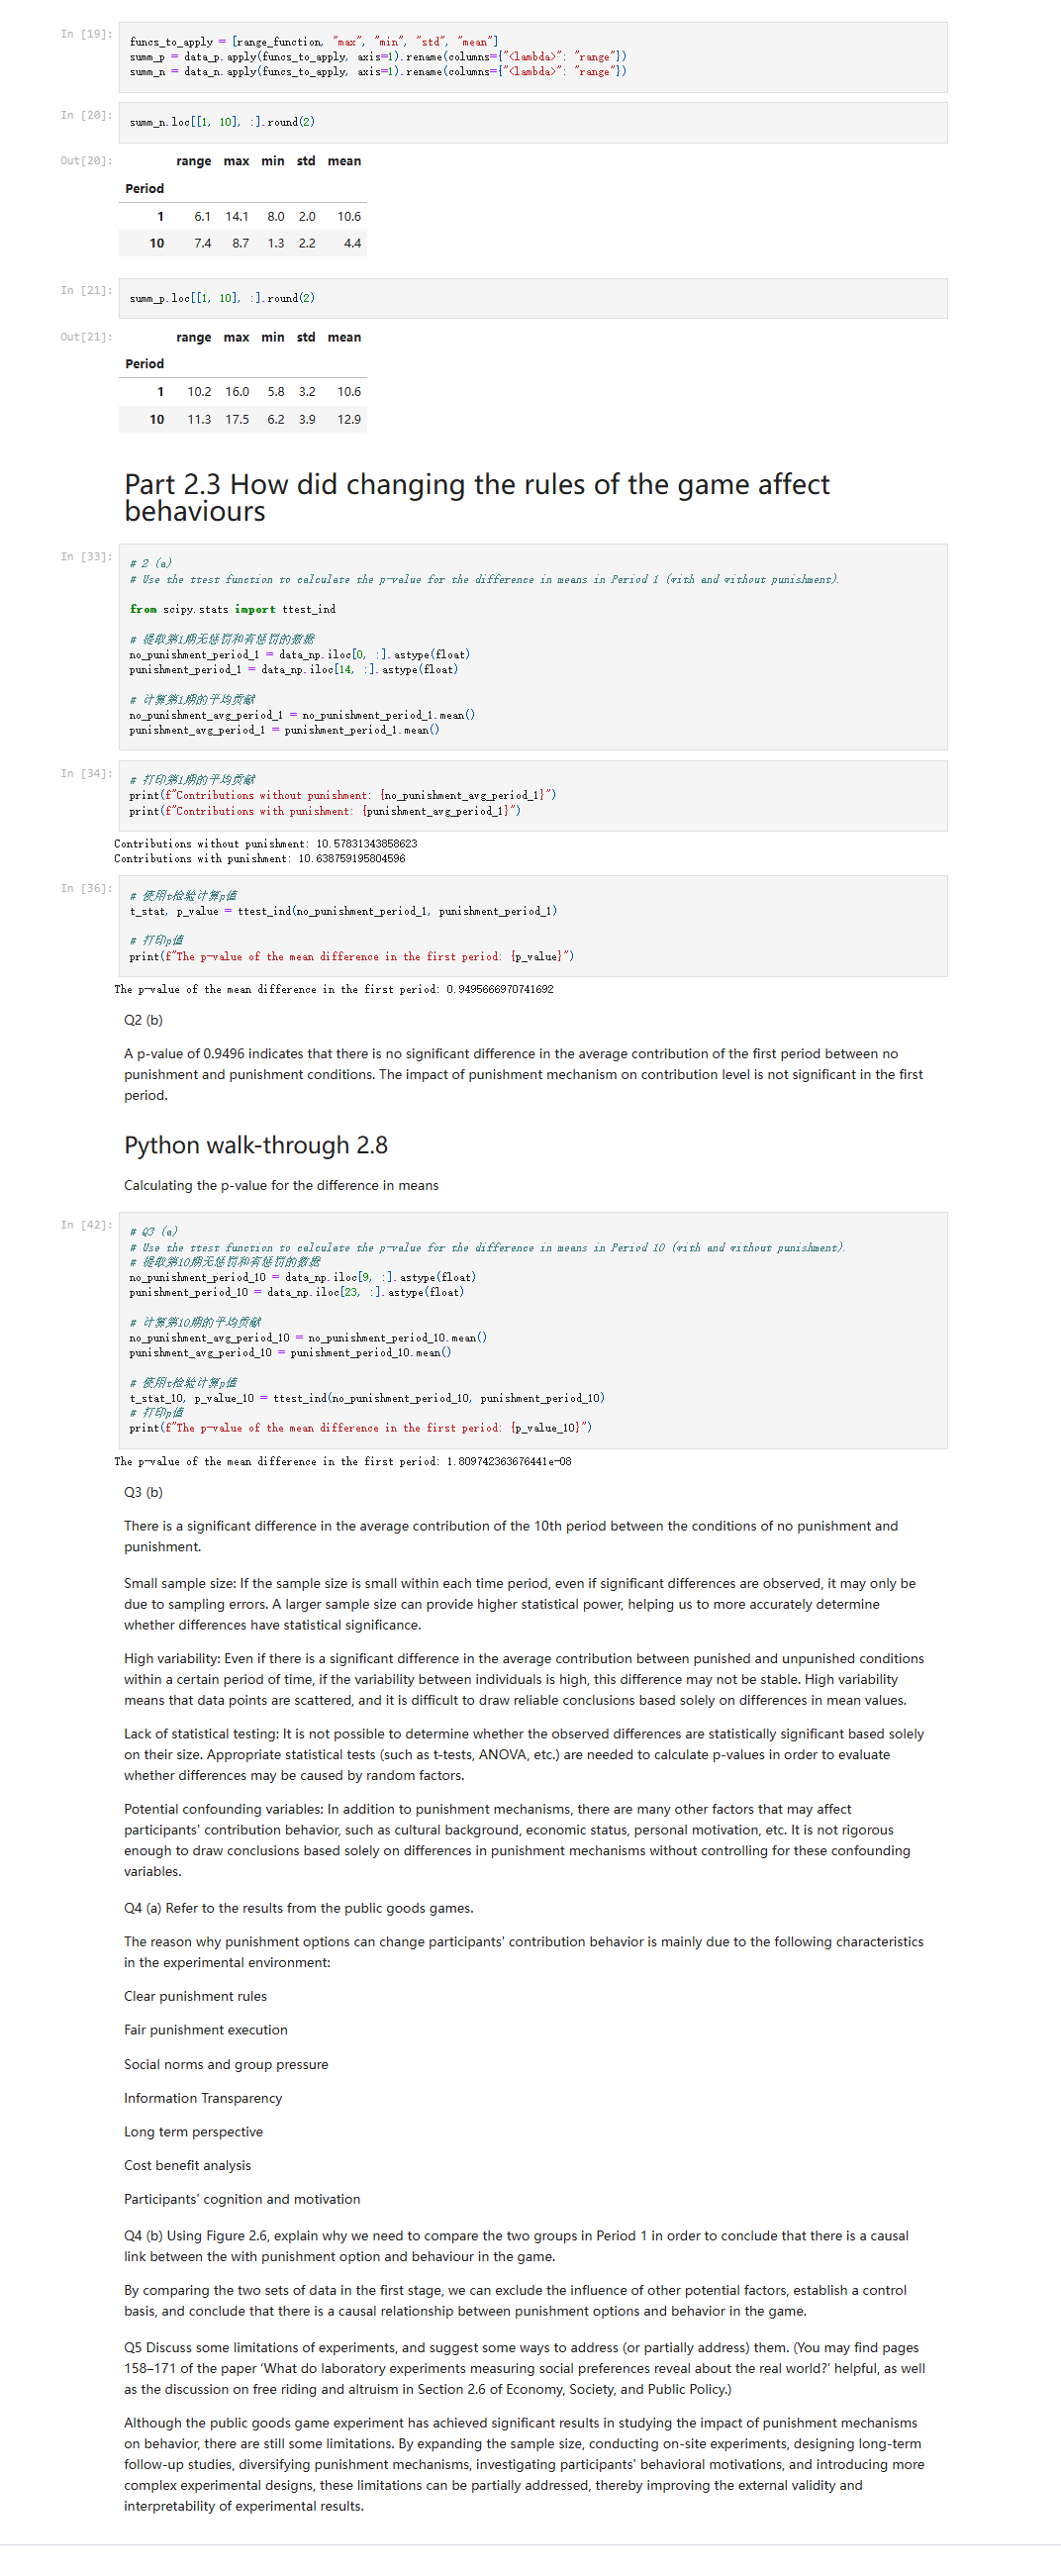 In [19]:
funcs_to_apply = [range_function, "max", "min", "std", "mean"]
summ_p = data_p.apply(funcs_to_apply, axis=1).rename(columns={"<lambda>": "range"})
summ_n = data_n.apply(funcs_to_apply, axis=1).rename(columns={"<lambda>": "range"})
In [20]:
summ_n.loc[[1, 10], :].round(2)
Out[20]:
range max min std mean
Period
1 6.1 14.1 8.0 2.0 10.6
10 7.4 8.7 1.3 2.2 4.4
In [21]:
summ_p.loc[[1, 10], :].round(2)
Out[21]:
range max min std mean
Period
1 10.2 16.0 5.8 3.2 10.6
10 11.3 17.5 6.2 3.9 12.9
Part 2.3 How did changing the rules of the game affect
behaviours
In [33]:
# 2 (a)
# Use the ttest function to calculate the p-value for the difference in means in Period 1 (with and without punishment).
from scipy.stats import ttest_ind
# 提取第1期无惩罚和有惩罚的数据
no_punishment_period_1 = data_np.iloc[0, :].astype(float)
punishment_period_1 = data_np.iloc[14, :].astype(float)
# 计算第1期的平均贡献
no_punishment_avg_period_1 = no_punishment_period_1.mean()
punishment_avg_period_1 = punishment_period_1.mean()
In [34]:
# 打印第1期的平均贡献
print(f"Contributions without punishment: {no_punishment_avg_period_1}")
print(f"Contributions with punishment: {punishment_avg_period_1}")
Contributions without punishment: 10.57831343858623
Contributions with punishment: 10.638759195804596
In [36]:
# 使用t检验计算p值
t_stat, p_value = ttest_ind(no_punishment_period_1, punishment_period_1)
# 打印p值
print(f"The p-value of the mean difference in the first period: {p_value}")
The p-value of the mean difference in the first period: 0.9495666970741692
Q2 (b)
A p-value of 0.9496 indicates that there is no significant difference in the average contribution of the first period between no
punishment and punishment conditions. The impact of punishment mechanism on contribution level is not significant in the first
period.
Python walk-through 2.8
Calculating the p-value for the difference in means
In [42]:
# Q3 (a)
# Use the ttest function to calculate the p-value for the difference in means in Period 10 (with and without punishment).
# 提取第10期无惩罚和有惩罚的数据
no_punishment_period_10 = data_np.iloc[9, :].astype(float)
punishment_period_10 = data_np.iloc[23, :].astype(float)
# 计算第10期的平均贡献
no_punishment_avg_period_10 = no_punishment_period_10.mean()
punishment_avg_period_10 = punishment_period_10.mean()
# 使用t检验计算p值
t_stat_10, p_value_10 = ttest_ind(no_punishment_period_10, punishment_period_10)
# 打印p值
print(f"The p-value of the mean difference in the first period: {p_value_10}")
The p-value of the mean difference in the first period: 1.809742363676441e-08
Q3 (b)
There is a significant difference in the average contribution of the 10th period between the conditions of no punishment and
punishment.
Small sample size: If the sample size is small within each time period, even if significant differences are observed, it may only be
due to sampling errors. A larger sample size can provide higher statistical power, helping us to more accurately determine
whether differences have statistical significance.
High variability: Even if there is a significant difference in the average contribution between punished and unpunished conditions
within a certain period of time, if the variability between individuals is high, this difference may not be stable. High variability
means that data points are scattered, and it is difficult to draw reliable conclusions based solely on differences in mean values.
Lack of statistical testing: It is not possible to determine whether the observed differences are statistically significant based solely
on their size. Appropriate statistical tests (such as t-tests, ANOVA, etc.) are needed to calculate p-values in order to evaluate
whether differences may be caused by random factors.
Potential confounding variables: In addition to punishment mechanisms, there are many other factors that may affect
participants' contribution behavior, such as cultural background, economic status, personal motivation, etc. It is not rigorous
enough to draw conclusions based solely on differences in punishment mechanisms without controlling for these confounding
variables.
Q4 (a) Refer to the results from the public goods games.
The reason why punishment options can change participants' contribution behavior is mainly due to the following characteristics
in the experimental environment:
Clear punishment rules
Fair punishment execution
Social norms and group pressure
Information Transparency
Long term perspective
Cost benefit analysis
Participants' cognition and motivation
Q4 (b) Using Figure 2.6, explain why we need to compare the two groups in Period 1 in order to conclude that there is a causal
link between the with punishment option and behaviour in the game.
By comparing the two sets of data in the first stage, we can exclude the influence of other potential factors, establish a control
basis, and conclude that there is a causal relationship between punishment options and behavior in the game.
Q5 Discuss some limitations of experiments, and suggest some ways to address (or partially address) them. (You may find pages
158–171 of the paper ‘What do laboratory experiments measuring social preferences reveal about the real world?’ helpful, as well
as the discussion on free riding and altruism in Section 2.6 of Economy, Society, and Public Policy.)
Although the public goods game experiment has achieved significant results in studying the impact of punishment mechanisms
on behavior, there are still some limitations. By expanding the sample size, conducting on-site experiments, designing long-term
follow-up studies, diversifying punishment mechanisms, investigating participants' behavioral motivations, and introducing more
complex experimental designs, these limitations can be partially addressed, thereby improving the external validity and
interpretability of experimental results.